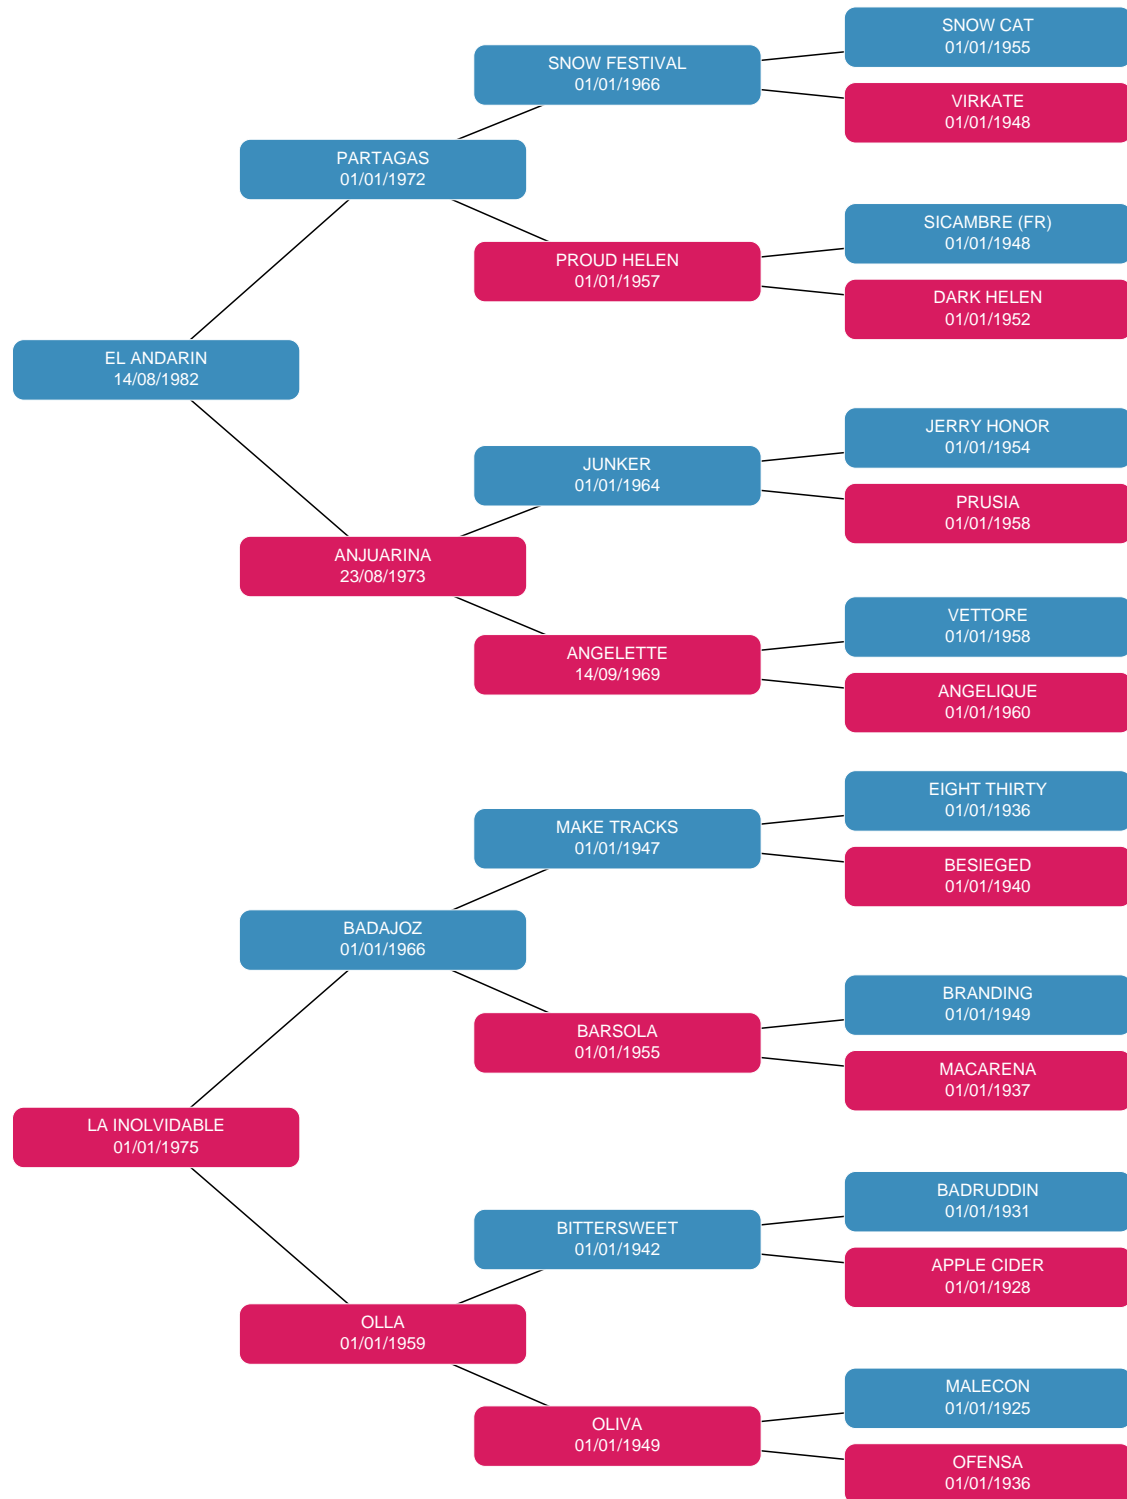 SNOW CAT
01/01/1955
SNOW FESTIVAL
01/01/1966
VIRKATE
01/01/1948
PARTAGAS
01/01/1972
SICAMBRE (FR)
01/01/1948
PROUD HELEN
01/01/1957
DARK HELEN
01/01/1952
EL ANDARIN
14/08/1982
JERRY HONOR
01/01/1954
JUNKER
01/01/1964
PRUSIA
01/01/1958
ANJUARINA
23/08/1973
VETTORE
01/01/1958
ANGELETTE
14/09/1969
ANGELIQUE
01/01/1960
EIGHT THIRTY
01/01/1936
MAKE TRACKS
01/01/1947
BESIEGED
01/01/1940
BADAJOZ
01/01/1966
BRANDING
01/01/1949
BARSOLA
01/01/1955
MACARENA
01/01/1937
LA INOLVIDABLE
01/01/1975
BADRUDDIN
01/01/1931
BITTERSWEET
01/01/1942
APPLE CIDER
01/01/1928
OLLA
01/01/1959
MALECON
01/01/1925
OLIVA
01/01/1949
OFENSA
01/01/1936